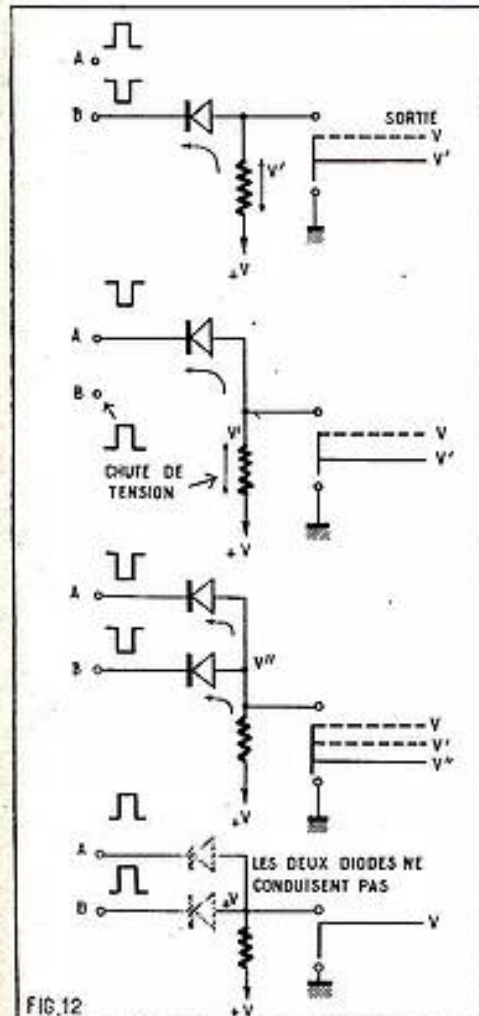 A
B
SORTIE
V
V'
V'
+V
A
B
V'
CHUTE DE
TENSION
V
V'
+V
A
B
V"
V
V'
V"
+V
A
LES DEUX DIODES NE
CONDUISENT PAS
B
+V
V
+V
FIG.12